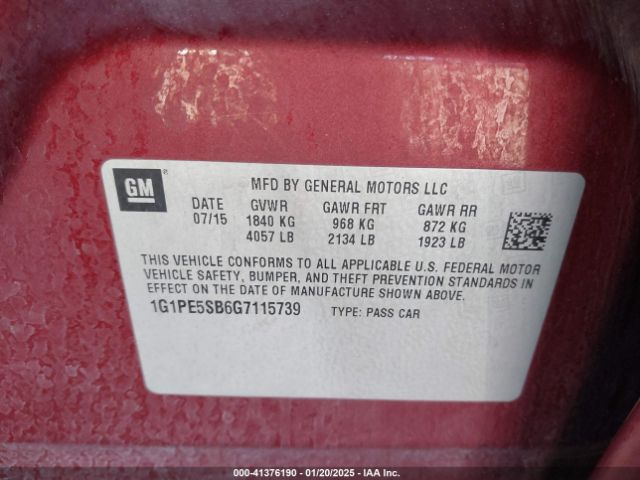 GM
MFD BY GENERAL MOTORS LLC
DATE GVWR GAWR FRT GAWR RR
07/15 1840 KG 968 KG 872 KG
4057 LB 2134 LB 1923 LB
THIS VEHICLE CONFORMS TO ALL APPLICABLE U.S. FEDERAL MOTOR
VEHICLE SAFETY, BUMPER, AND THEFT PREVENTION STANDARDS IN
EFFECT ON THE DATE OF MANUFACTURE SHOWN ABOVE.
1G1PE5SB6G7115739 TYPE: PASS CAR
000-41376190 - 01/20/2025 - IAA Inc.